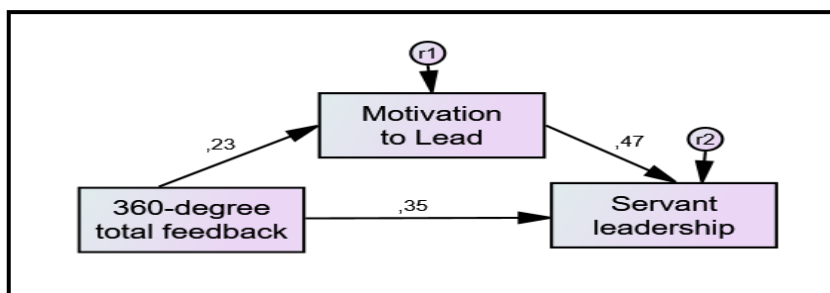 r1
Motivation
to Lead
,23
,47
r2
360-degree
total feedback
,35
Servant
leadership